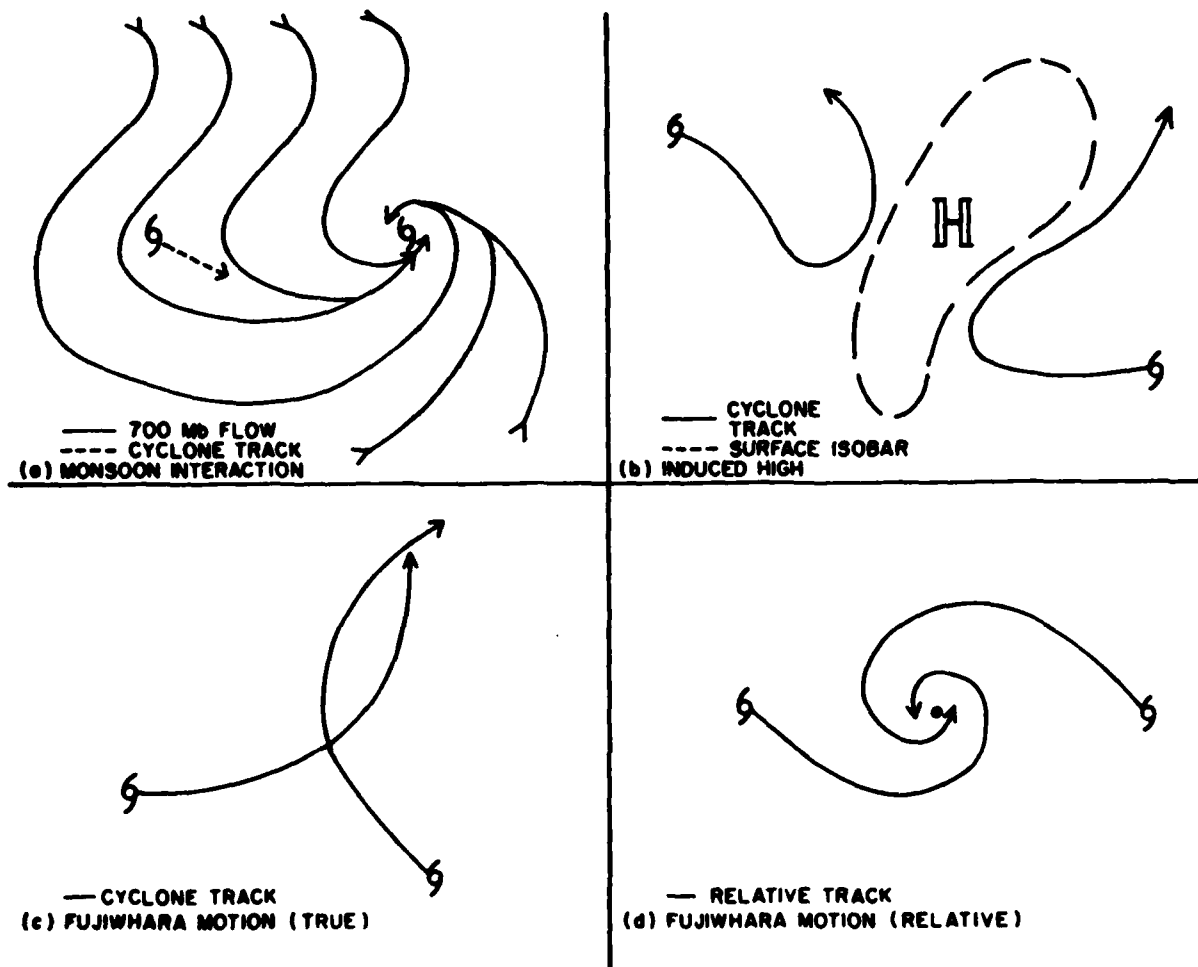 700 Mb FLOW
CYCLONE TRACK
(a) MONSOON INTERACTION
H
CYCLONE
TRACK
SURFACE ISOBAR
(b) INDUCED HIGH
CYCLONE TRACK
(c) FUJIWHARA MOTION (TRUE)
RELATIVE TRACK
(d) FUJIWHARA MOTION (RELATIVE)